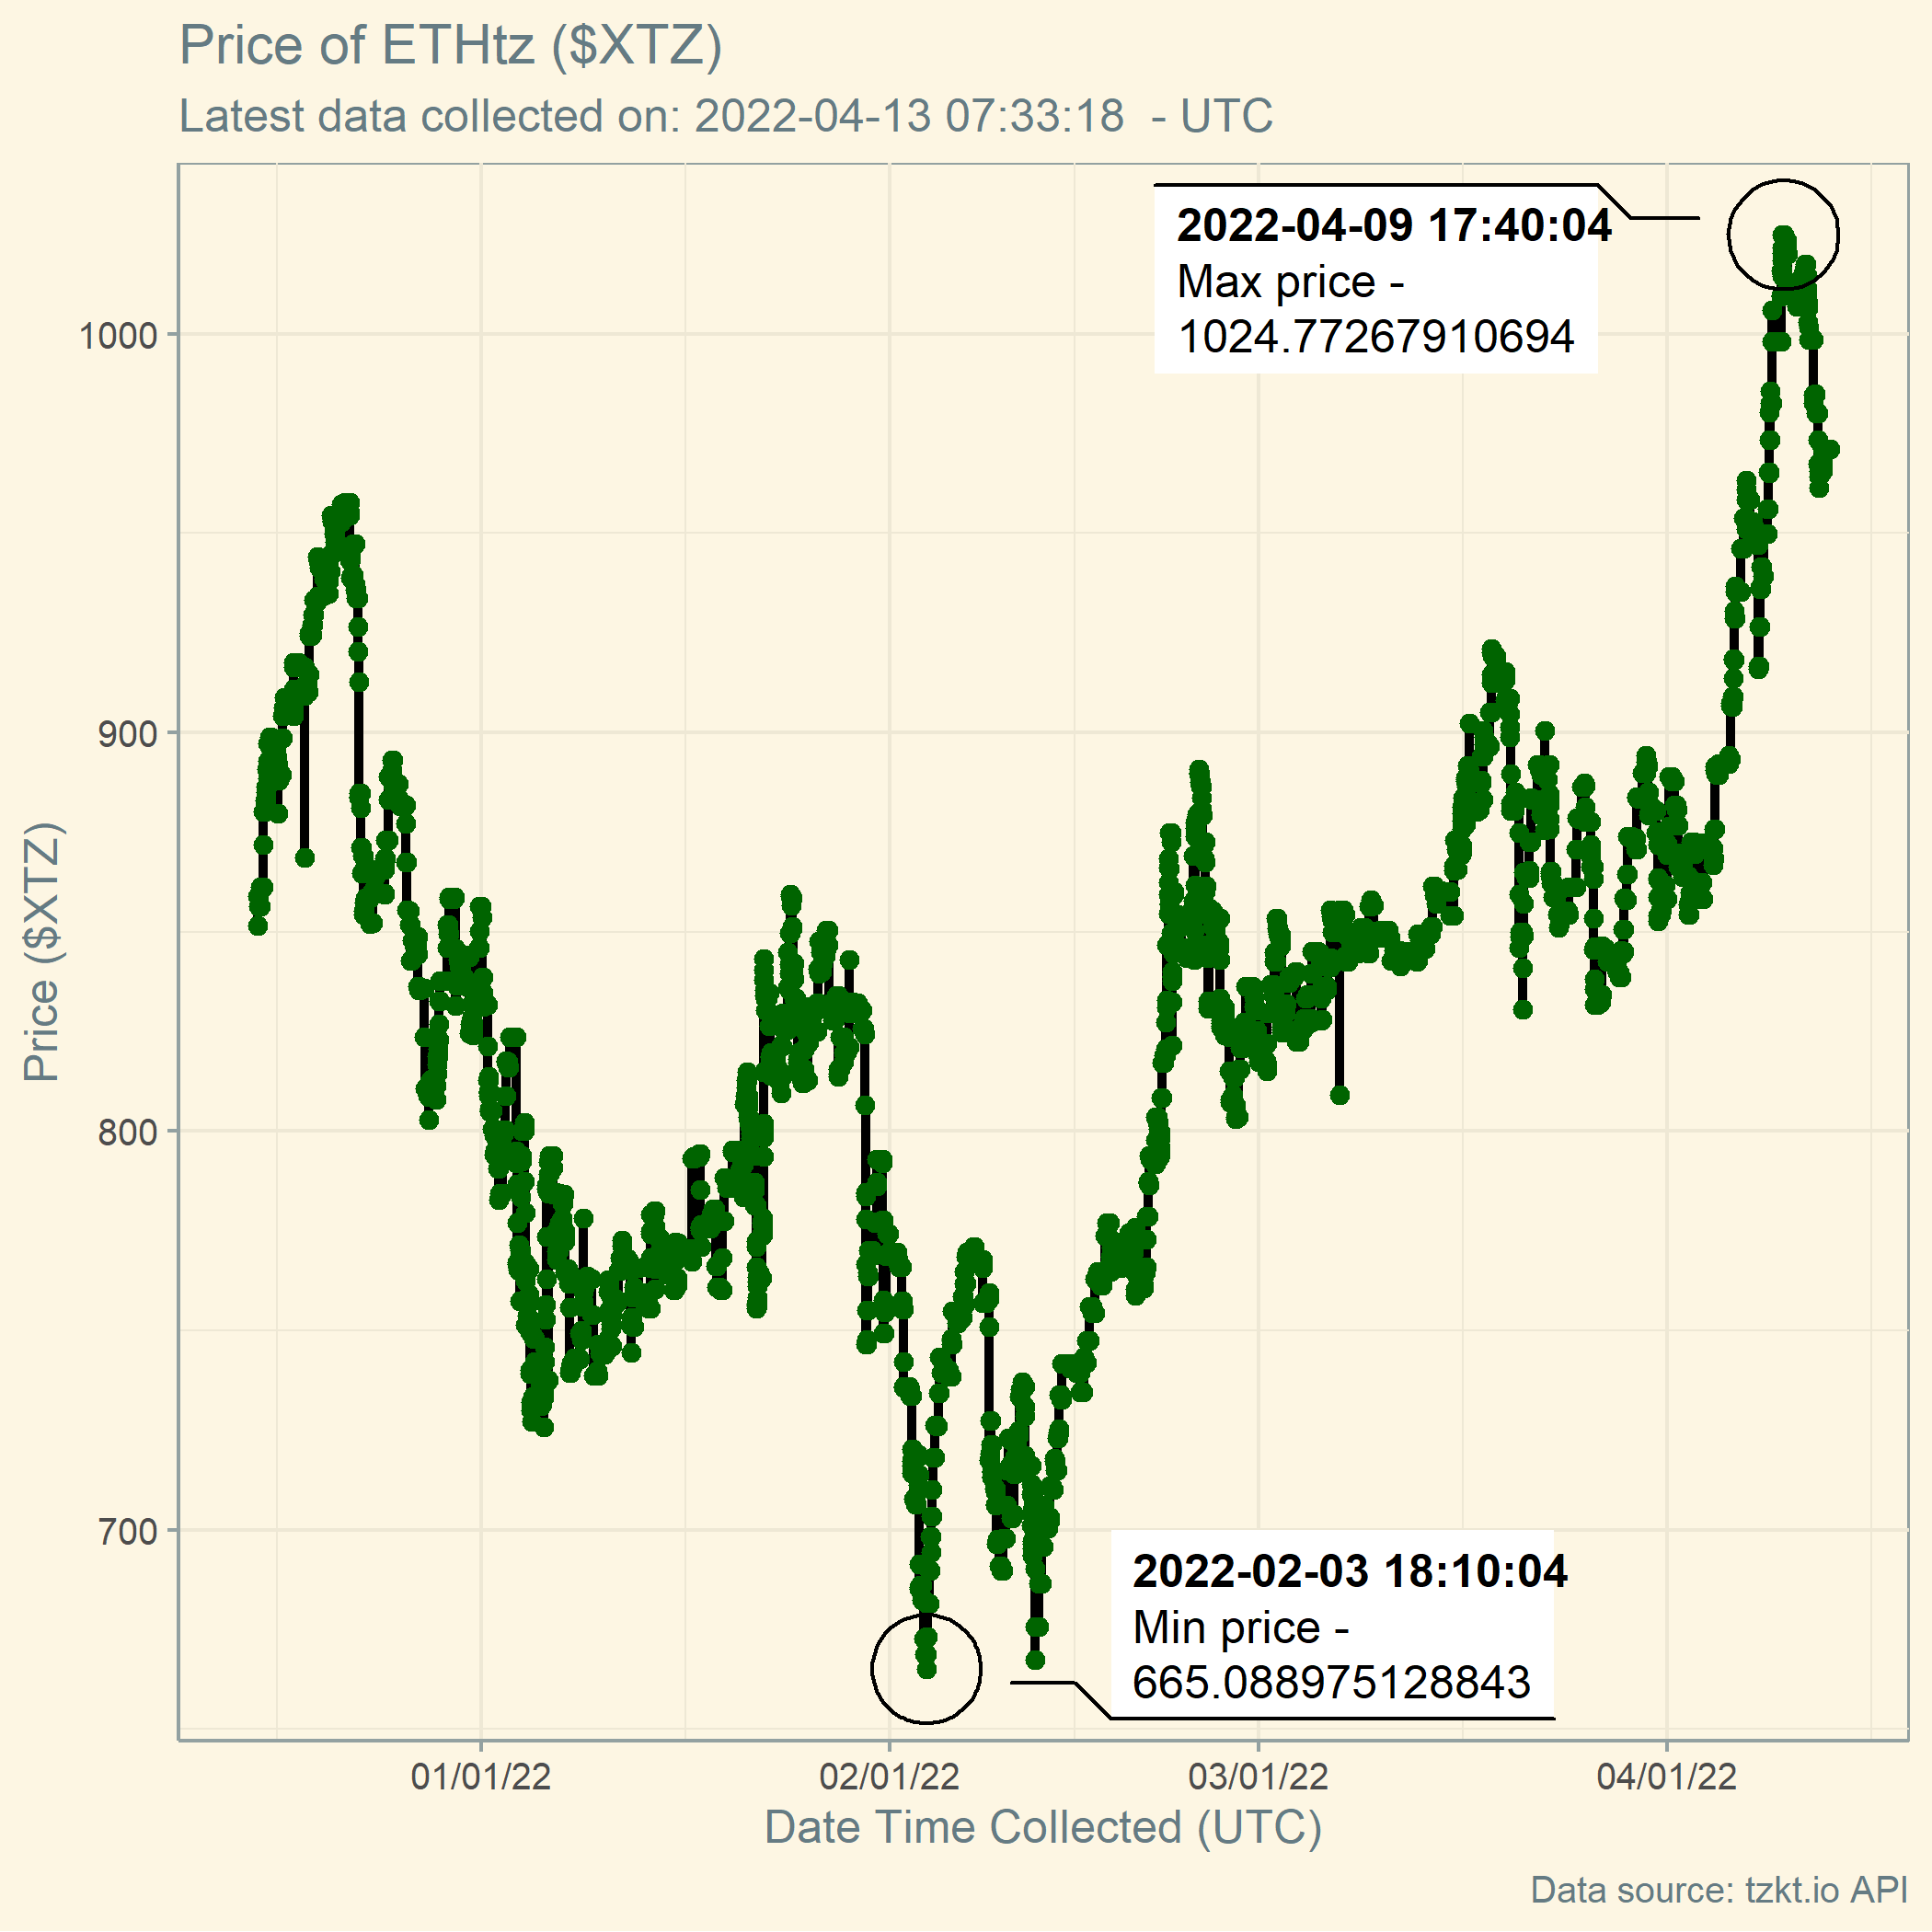 Price of ETHtz ($XTZ)
Latest data collected on: 2022-04-13 07:33:18  - UTC
2022-04-09 17:40:04
Max price -
1024.77267910694
1000
900
800
700
Price ($XTZ)
2022-02-03 18:10:04
Min price -
665.088975128843
01/01/22
02/01/22
03/01/22
04/01/22
Date Time Collected (UTC)
Data source: tzkt.io API